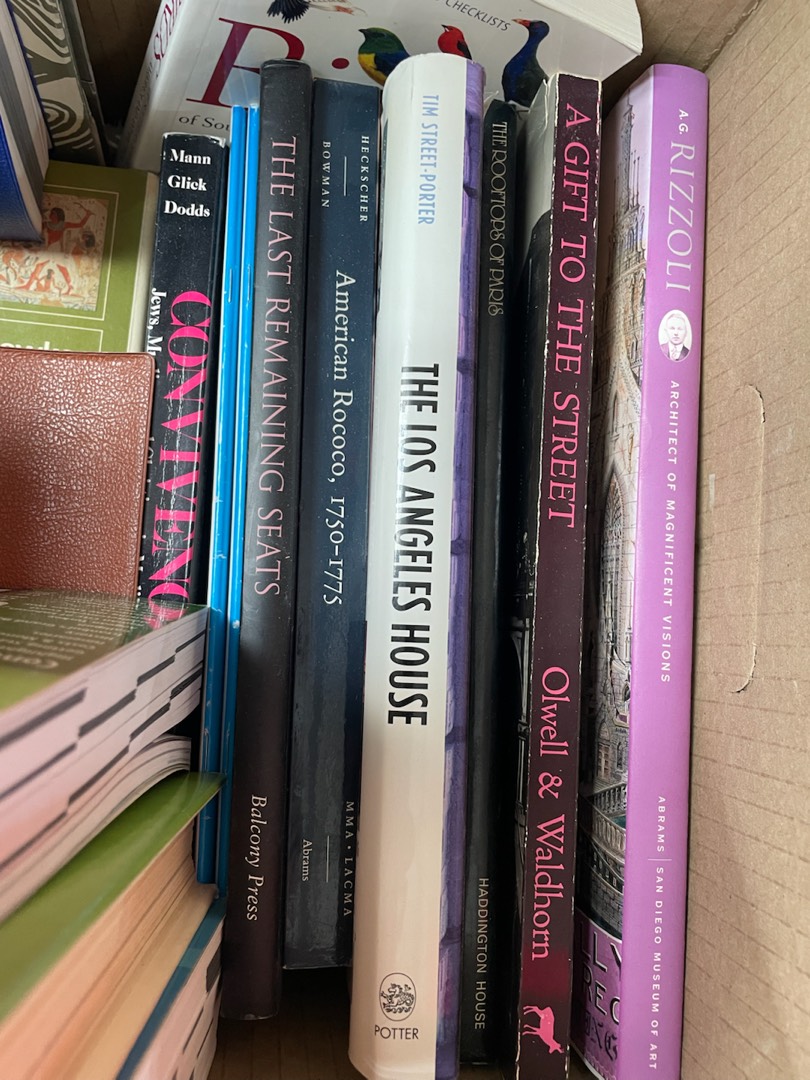 CHECKLISTS
Mann
Glick
Dodds
CONVIVENC
Jews, M
THE LAST REMAINING SEATS
Balcony Press
HECKSCHER
BOWMAN
American Rococo, 1750-1775
MMA · LACMA
Abrams
TIM STREET-PORTER
THE LOS ANGELES HOUSE
POTTER
THE ROOFTOPS OF PARIS
HADDINGTON HOUSE
A GIFT TO THE STREET
Olwell & Waldhorn
A.G. RIZZOLI
ARCHITECT OF MAGNIFICENT VISIONS
ABRAMS | SAN DIEGO MUSEUM OF ART